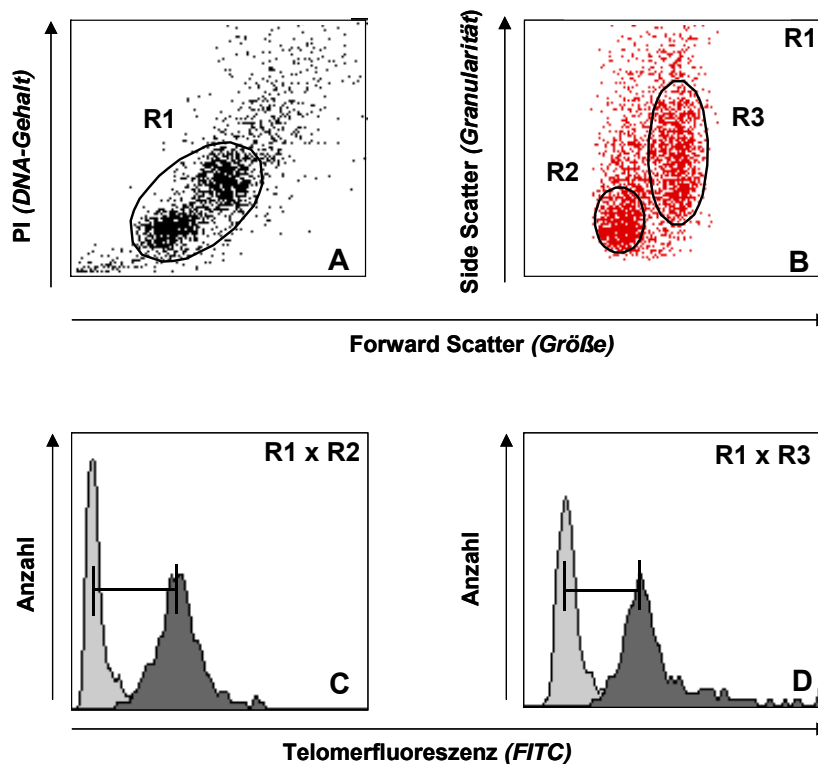 PI (DNA-Gehalt)
R1
A
Side Scatter (Granularität)
R1
R2
R3
B
Forward Scatter (Größe)
Anzahl
R1 x R2
C
Anzahl
R1 x R3
D
Telomerfluoreszenz (FITC)